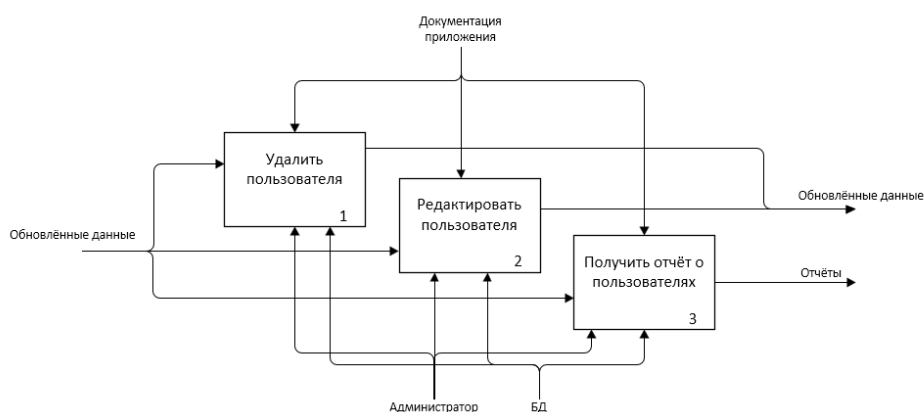 Документация
приложения
Удалить
пользователя
1
Редактировать
пользователя
2
Получить отчёт о
пользователях
3
Обновлённые данные
Обновлённые данные
Отчёты
Администратор
БД